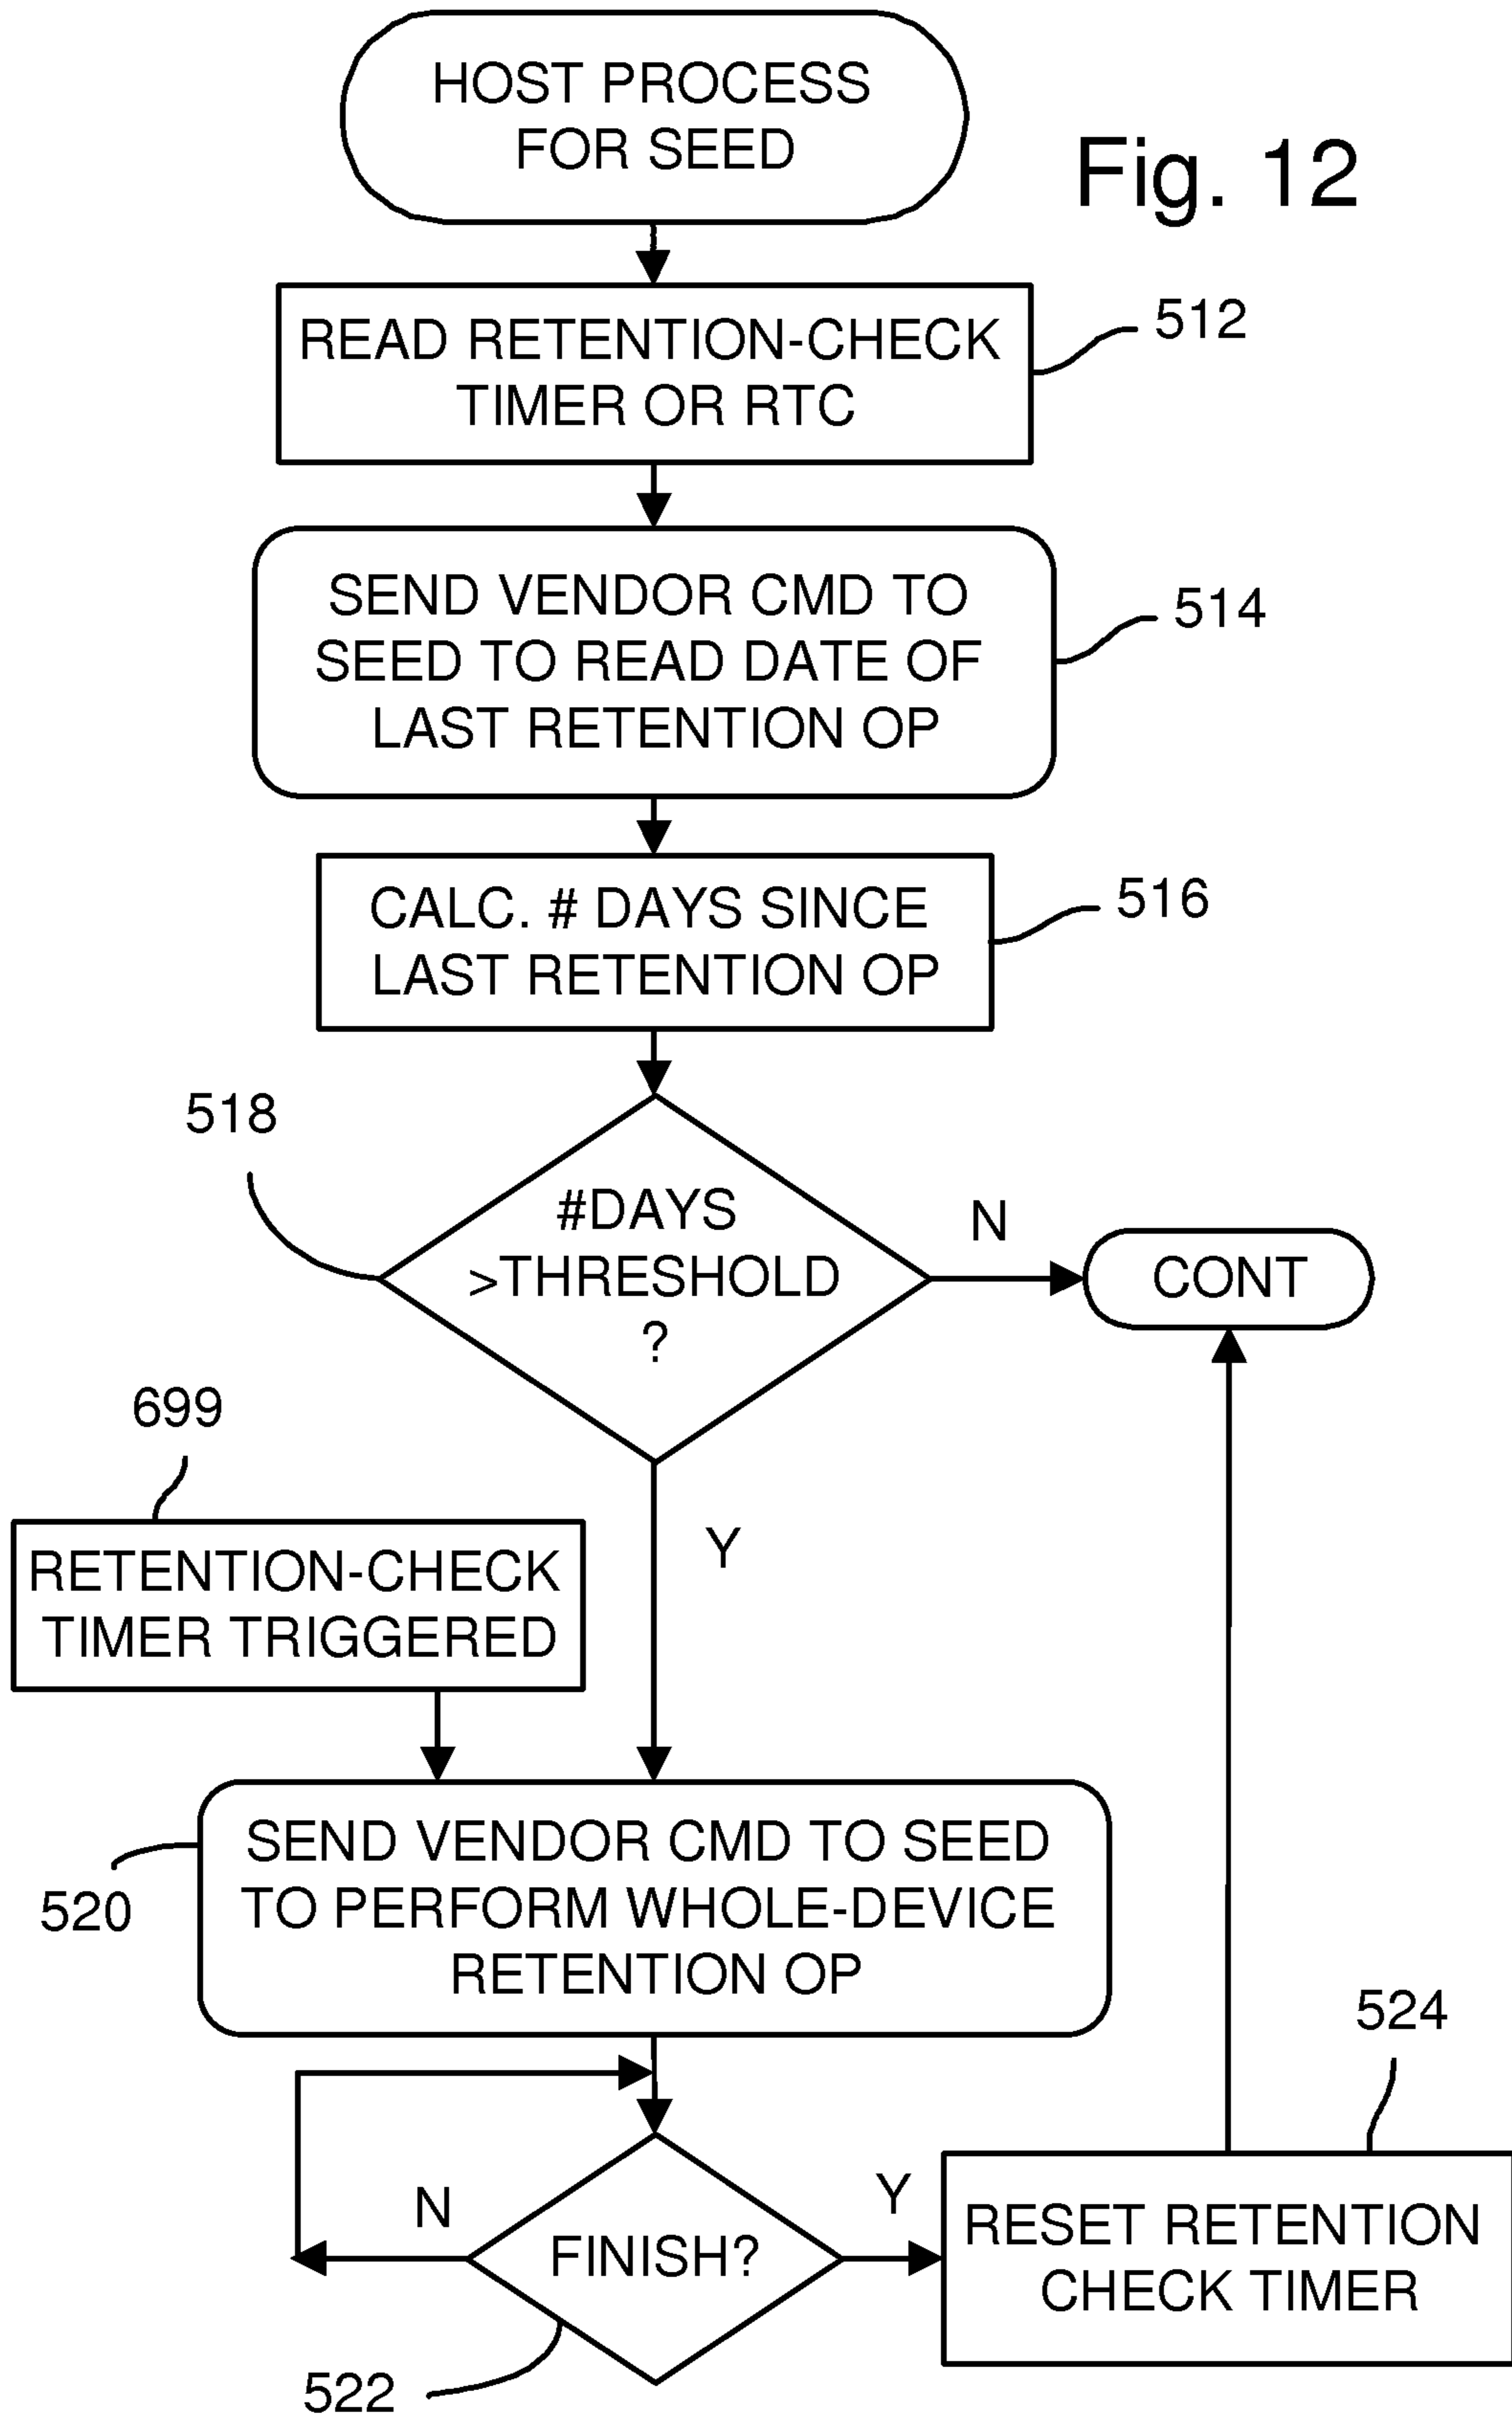 HOST PROCESS
FOR SEED
Fig. 12
READ RETENTION-CHECK
TIMER OR RTC
512
SEND VENDOR CMD TO
SEED TO READ DATE OF
LAST RETENTION OP
514
CALC. # DAYS SINCE
LAST RETENTION OP
516
518
#DAYS
>THRESHOLD
?
N
CONT
699
RETENTION-CHECK
TIMER TRIGGERED
Y
SEND VENDOR CMD TO SEED
TO PERFORM WHOLE-DEVICE
RETENTION OP
520
524
N
FINISH?
Y
RESET RETENTION
CHECK TIMER
522